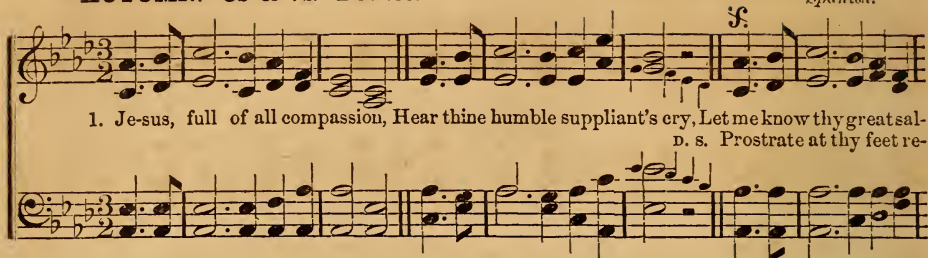 1. Je-sus, full of all compassion, Hear thine humble suppliant's cry, Let me know thy great sal-
D. S. Prostrate at thy feet re-